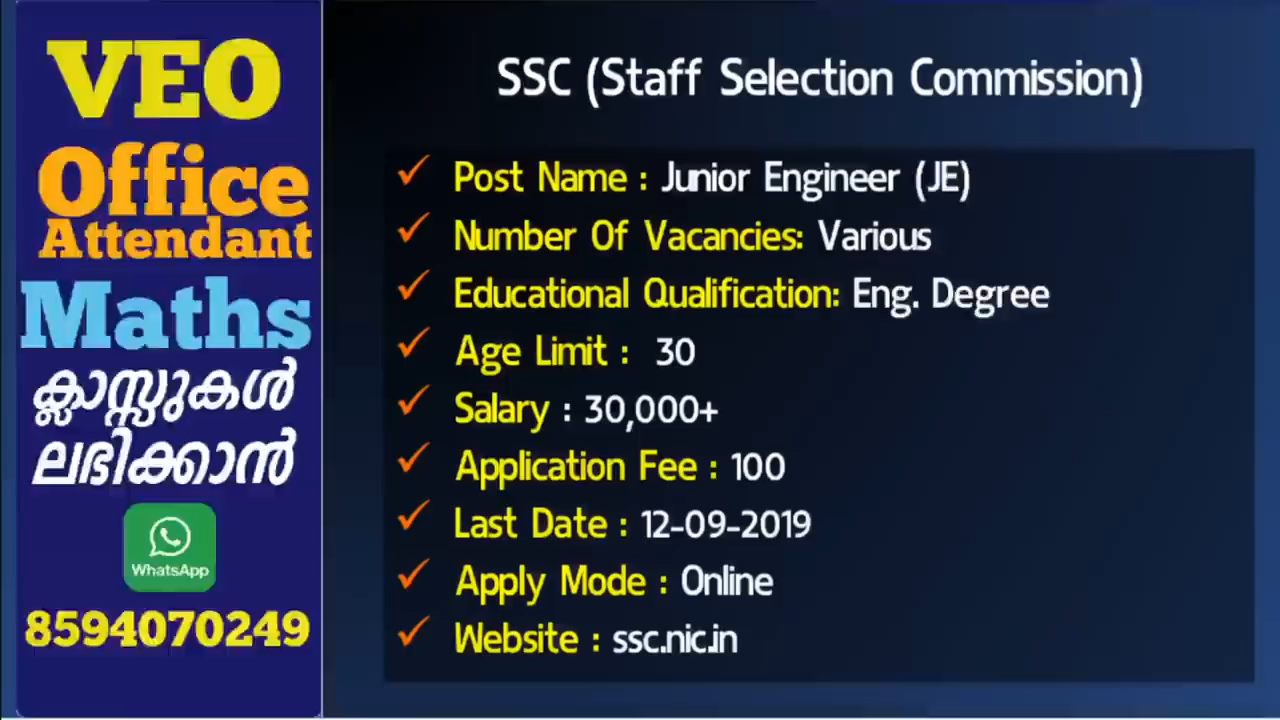 VEO
Office
Attendant
Maths
ക്ലാസ്സുകൾ
ലഭിക്കാൻ
WhatsApp
8594070249
SSC (Staff Selection Commission)
✓ Post Name : Junior Engineer (JE)
✓ Number Of Vacancies: Various
✓ Educational Qualification: Eng. Degree
✓ Age Limit : 30
✓ Salary : 30,000+
✓ Application Fee : 100
✓ Last Date : 12-09-2019
✓ Apply Mode : Online
✓ Website : ssc.nic.in